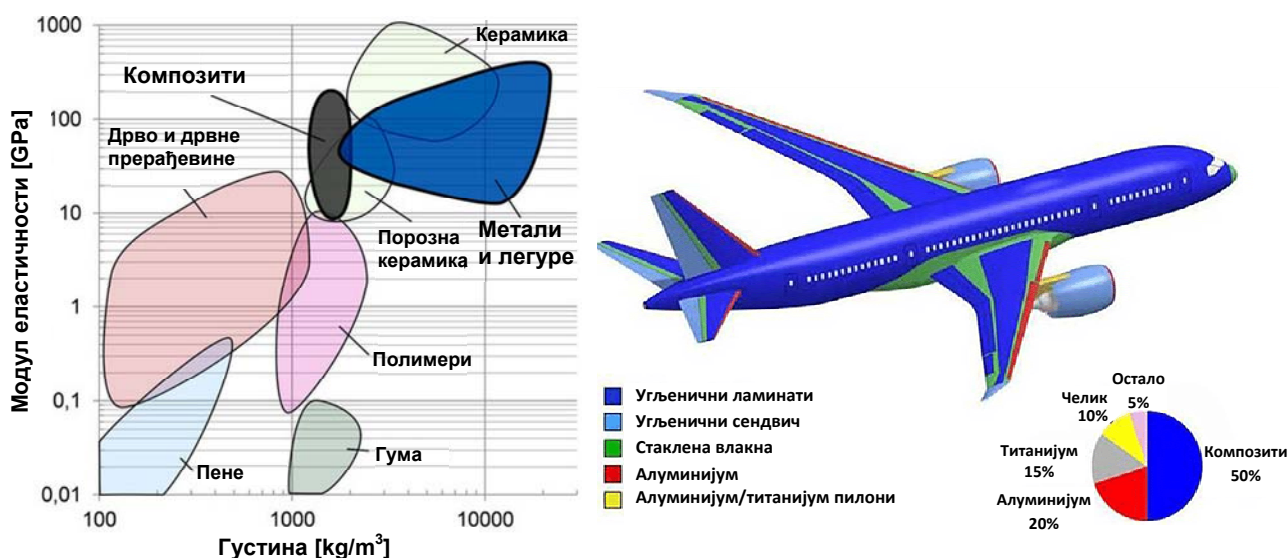 Модул еластичности [GPa]
1000
100
10
1
0,1
0,01
Керамика
Композити
Дрво и дрвне
прерађевине
Порозна
керамика
Метали
и легуре
Полимери
Гума
Пене
100
1000
10000
Густина [kg/m³]
Угљенични ламинати
Угљенични сендвич
Стаклена влакна
Алуминијум
Алуминијум/титанијум пилони
Остало
5%
Челик
10%
Титанијум
15%
Алуминијум
20%
Композити
50%